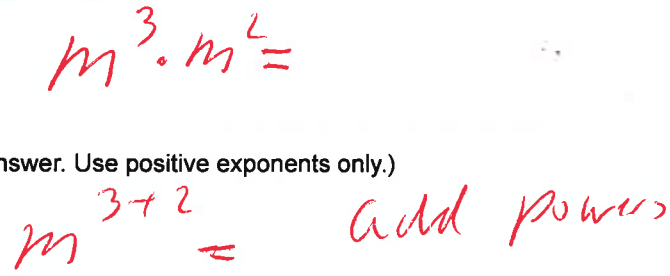 m³·m²=
nswer. Use positive exponents only.)
m³⁺² = add powers